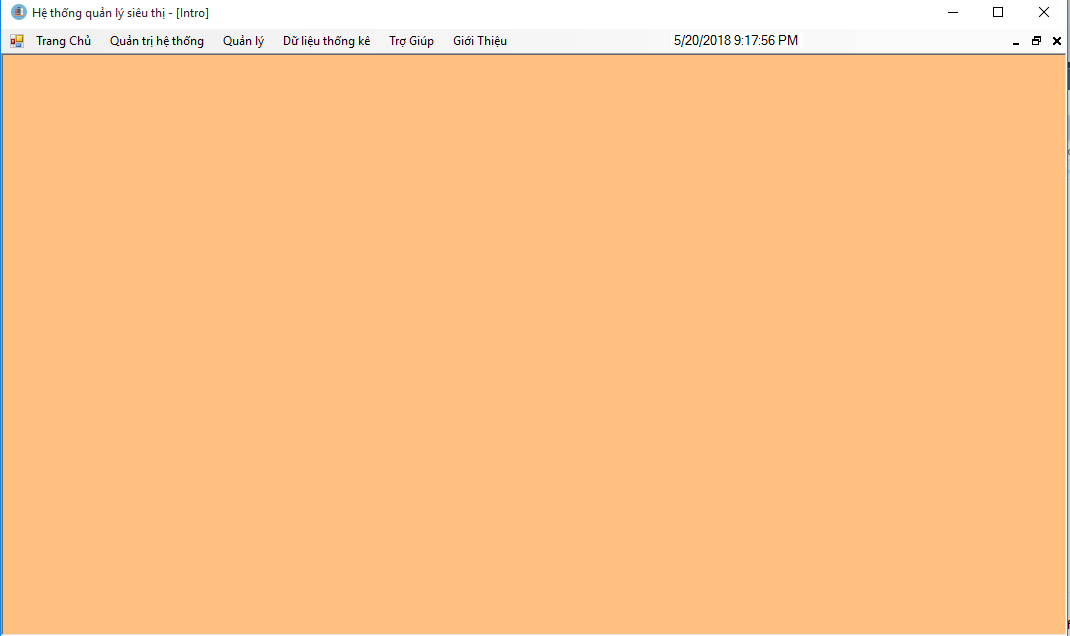 Hệ thống quản lý siêu thị - [Intro]
Trang Chủ Quản trị hệ thống Quản lý Dữ liệu thống kê Trợ Giúp Giới Thiệu 5/20/2018 9:17:56 PM